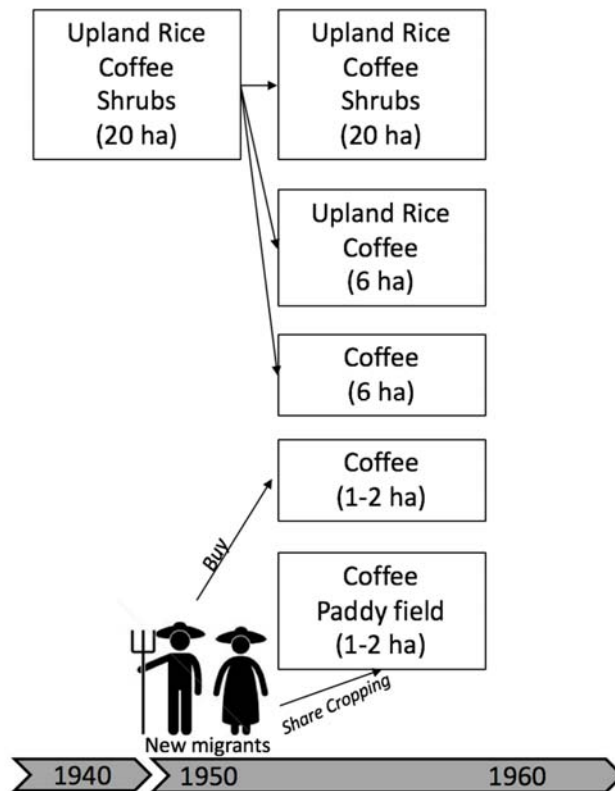 Upland Rice
Coffee
Shrubs
(20 ha)
Upland Rice
Coffee
Shrubs
(20 ha)
Upland Rice
Coffee
(6 ha)
Coffee
(6 ha)
Coffee
(1-2 ha)
Buy
Coffee
Paddy field
(1-2 ha)
Share Cropping
New migrants
1940
1950
1960